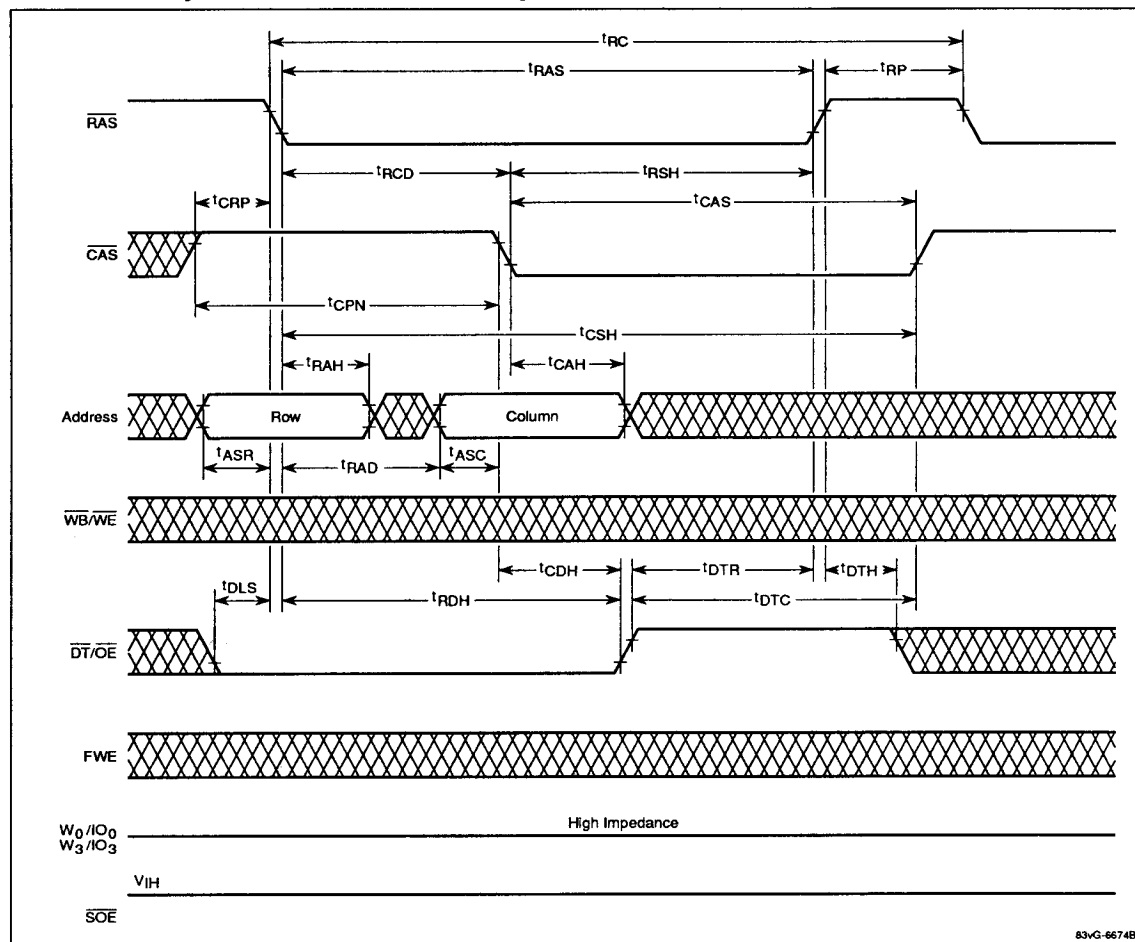 tRC
tRAS
tRP
RAS
tRCD
tRSH
tCRP
tCAS
CAS
tCPN
tCSH
tRAH
tCAH
Address
Row
Column
tASR
tRAD
tASC
WB/WE
tCDH
tDTR
tDTH
tDLS
tRDH
tDTC
DT/OE
FWE
High Impedance
W0/IO0
W3/IO3
VIH
SOE
83vG-6674B